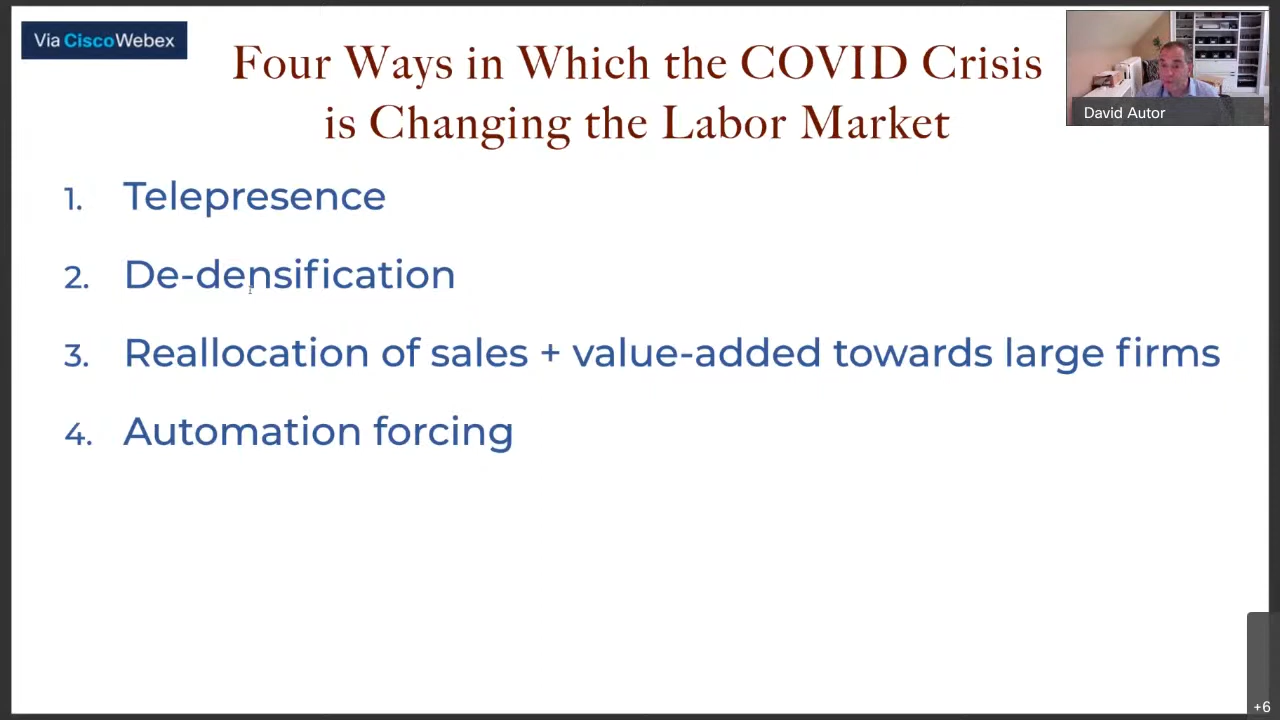 Via CiscoWebex
Four Ways in Which the COVID Crisis
is Changing the Labor Market
David Autor
1. Telepresence
2. De-densification
3. Reallocation of sales + value-added towards large firms
4. Automation forcing
+6